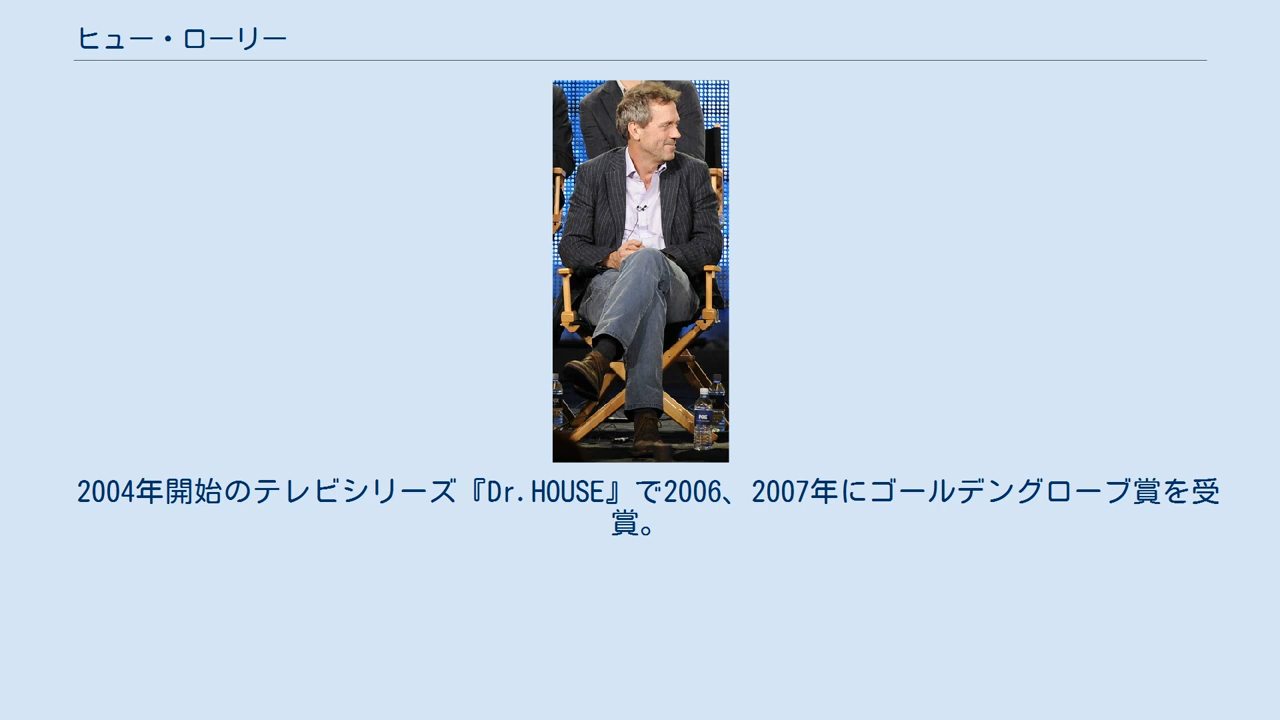 ヒュー・ローリー
2004年開始のテレビシリーズ『Dr.HOUSE』で2006、2007年にゴールデングローブ賞を受
賞。
FOX